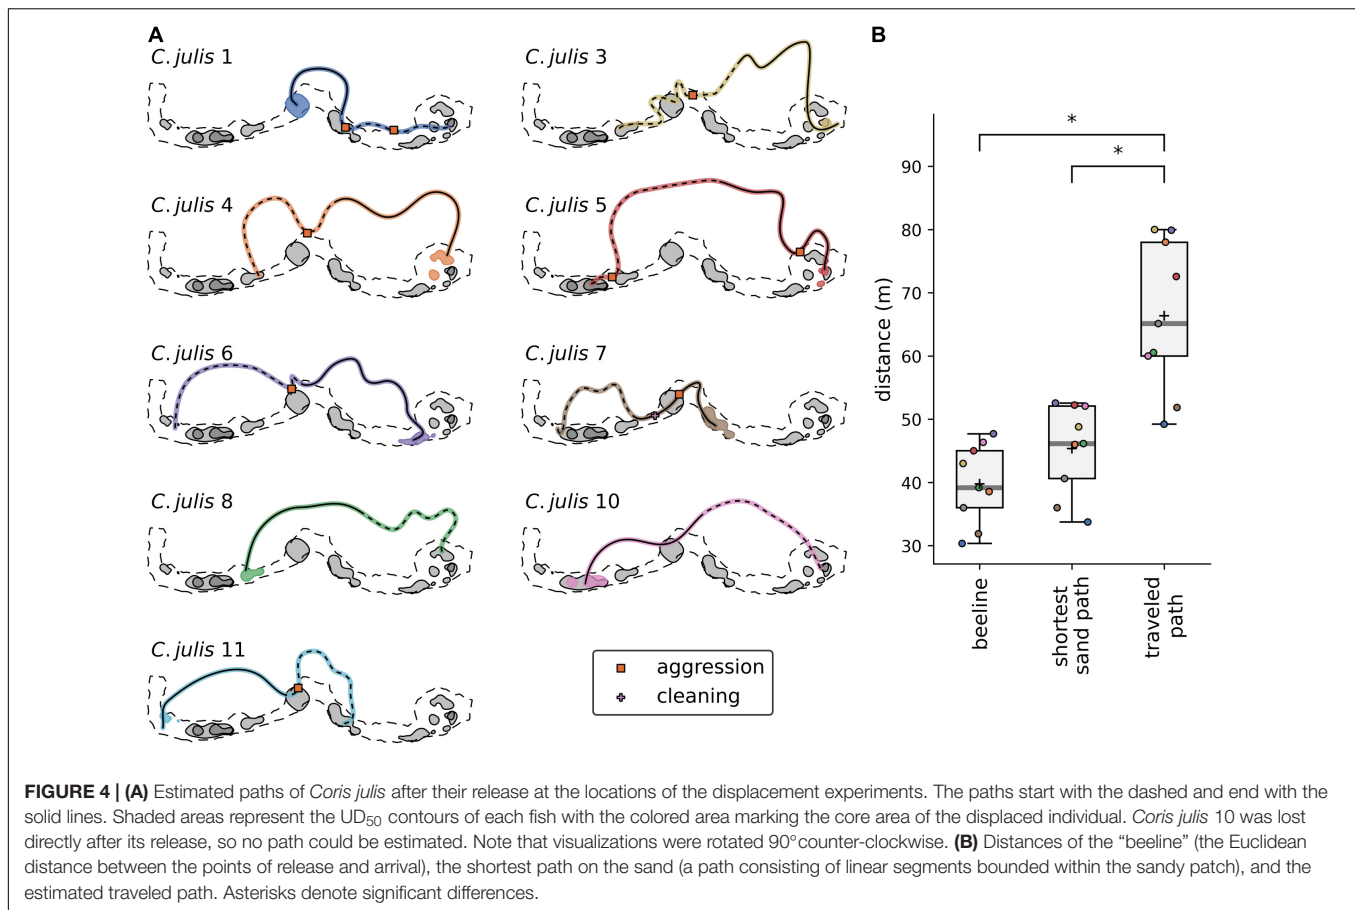 A
B
C. julis 1
C. julis 3
C. julis 4
C. julis 5
C. julis 6
C. julis 7
C. julis 8
C. julis 10
C. julis 11
aggression
cleaning
*
*
90
80
70
60
50
40
30
distance (m)
beeline
shortest
sand path
traveled
path
FIGURE 4 | (A) Estimated paths of Coris julis after their release at the locations of the displacement experiments. The paths start with the dashed and end with the
solid lines. Shaded areas represent the UD50 contours of each fish with the colored area marking the core area of the displaced individual. Coris julis 10 was lost
directly after its release, so no path could be estimated. Note that visualizations were rotated 90°counter-clockwise. (B) Distances of the “beeline” (the Euclidean
distance between the points of release and arrival), the shortest path on the sand (a path consisting of linear segments bounded within the sandy patch), and the
estimated traveled path. Asterisks denote significant differences.